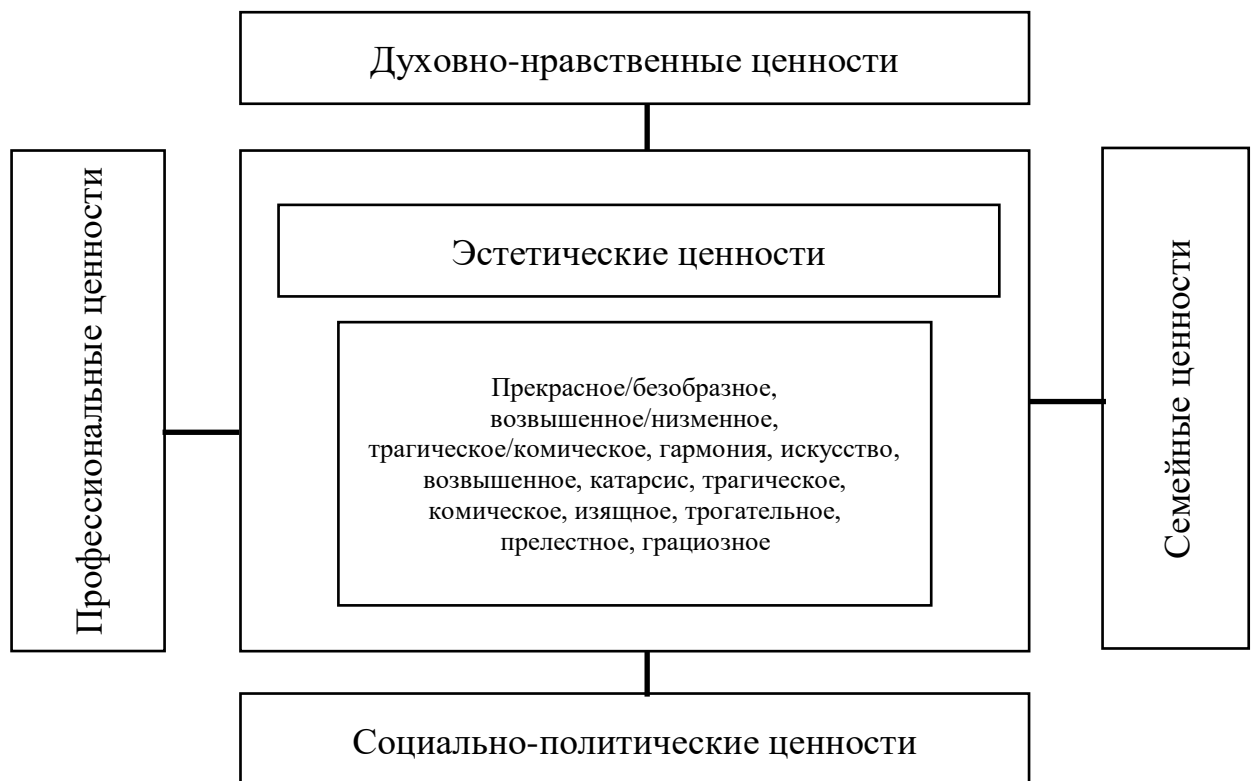 Духовно-нравственные ценности
Профессиональные ценности
Эстетические ценности
Прекрасное/безобразное,
возвышенное/низменное,
трагическое/комическое, гармония, искусство,
возвышенное, катарсис, трагическое,
комическое, изящное, трогательное,
прелестное, грациозное
Семейные ценности
Социально-политические ценности